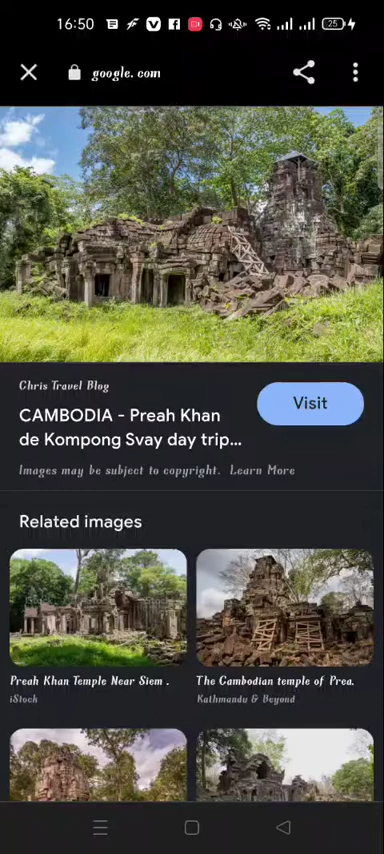 16:50
25
google.com
Chris Travel Blog
CAMBODIA - Preah Khan
de Kompong Svay day trip...
Visit
Images may be subject to copyright. Learn More
Related images
Preah Khan Temple Near Siem .
iStock
The Cambodian temple of Prea.
Kathmandu & Beyond